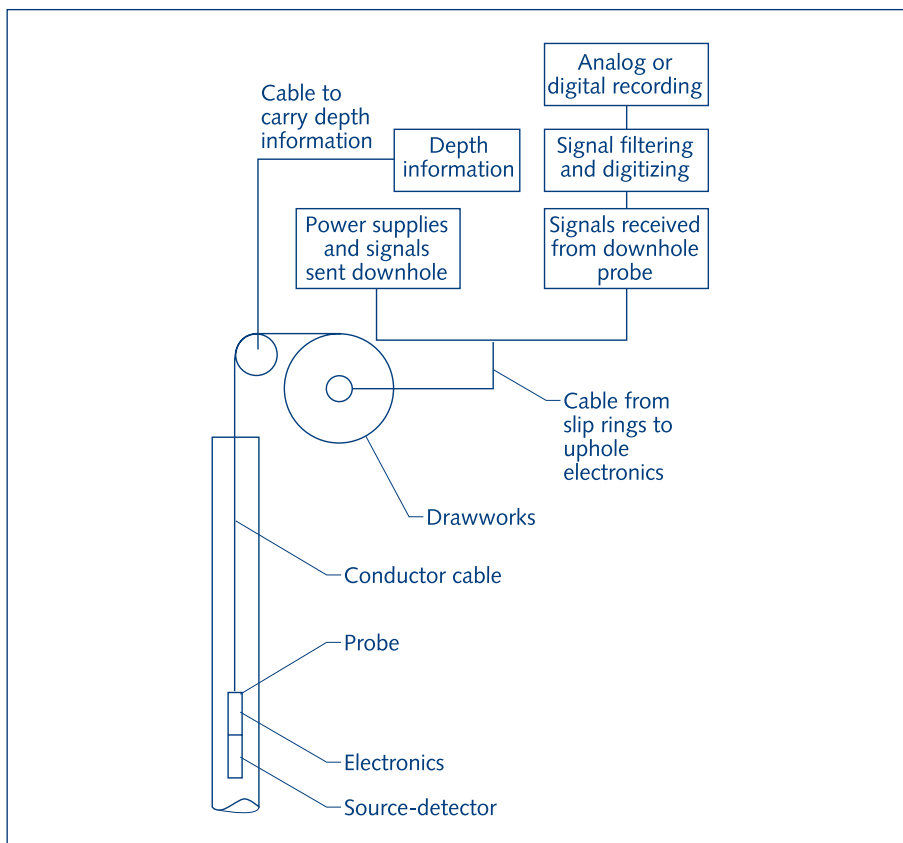 Analog or
digital recording
Cable to
carry depth
information
Depth
information
Signal filtering
and digitizing
Power supplies
and signals
sent downhole
Signals received
from downhole
probe
Cable from
slip rings to
uphole
electronics
Drawworks
Conductor cable
Probe
Electronics
Source-detector